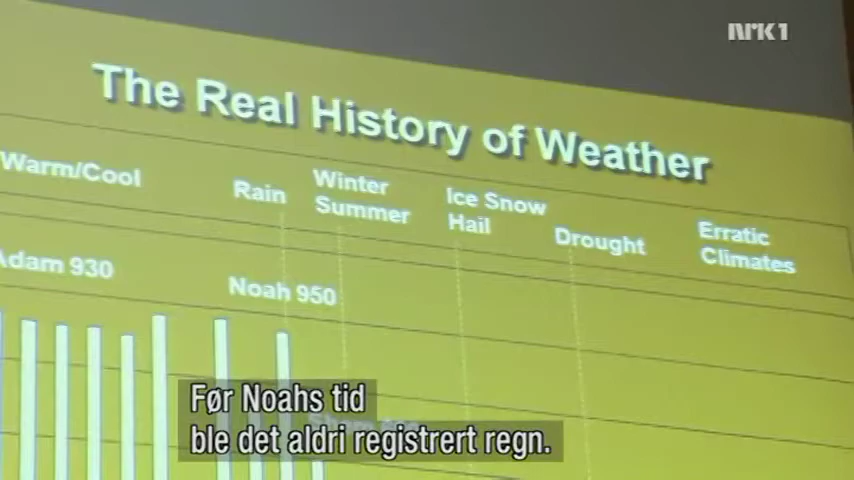 NRK1
The Real History of Weather
Warm/Cool
Rain
Winter
Summer
Ice Snow
Hail
Drought
Erratic
Climates
Adam 930
Noah 950
Før Noahs tid
ble det aldri registrert regn.